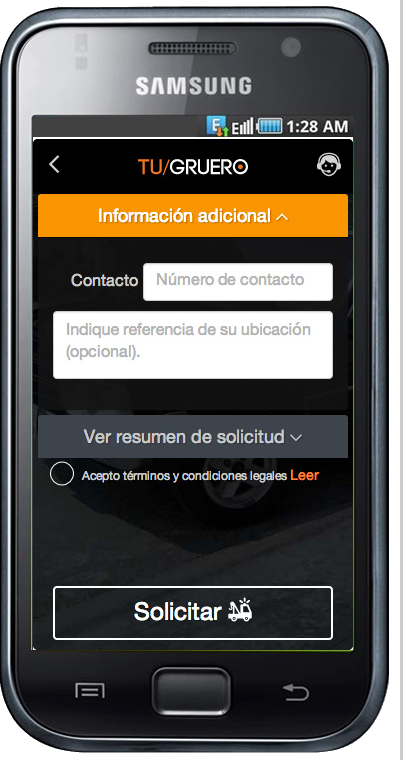 SAMSUNG
E 1:28 AM
TU/GRUERO
Información adicional
Contacto Número de contacto
Indique referencia de su ubicación
(opcional).
Ver resumen de solicitud
Acepto términos y condiciones legales Leer
Solicitar